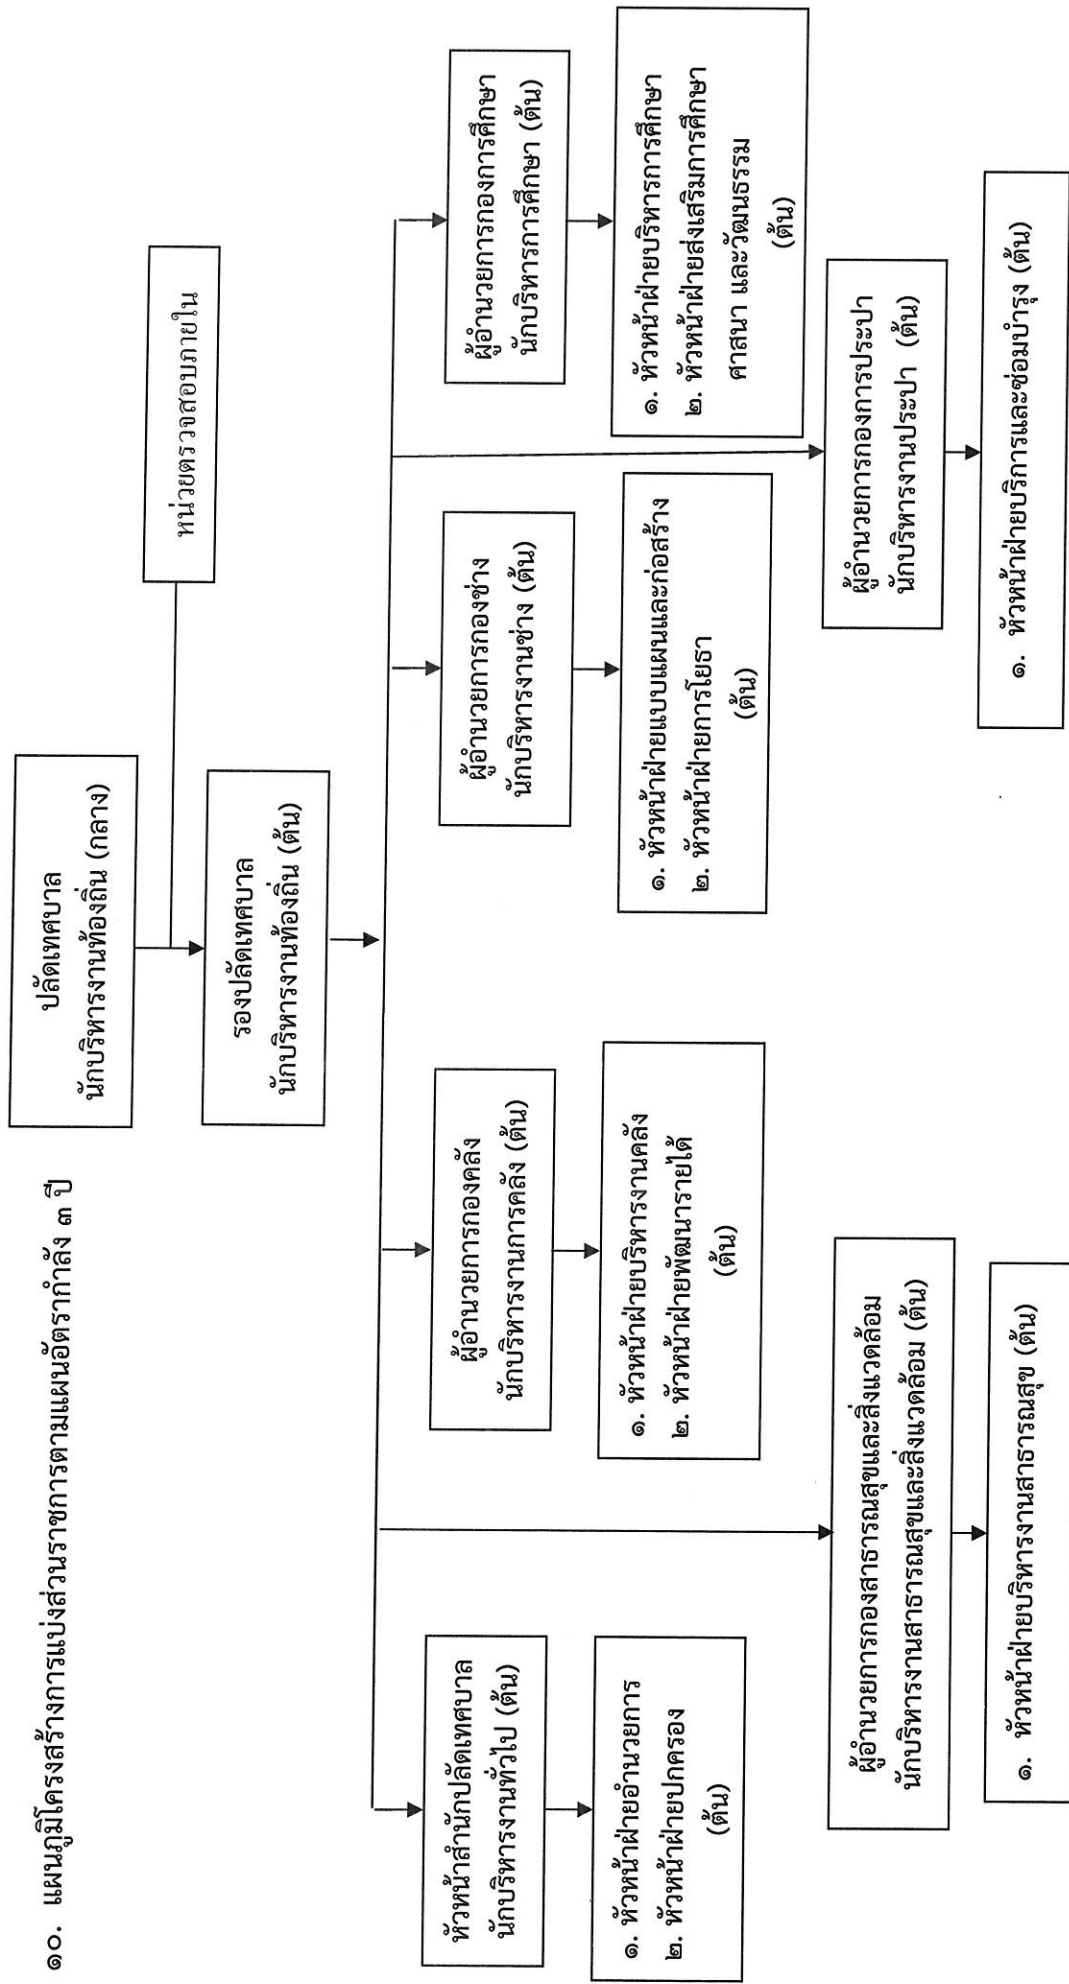 ๑๐. แผนภูมิโครงสร้างการแบ่งส่วนราชการตามแผนอัตรากำลัง ๓ ปี
ปลัดเทศบาล
นักบริหารงานท้องถิ่น (กลาง)
หน่วยตรวจสอบภายใน
รองปลัดเทศบาล
นักบริหารงานท้องถิ่น (ต้น)
หัวหน้าสำนักปลัดเทศบาล
นักบริหารงานทั่วไป (ต้น)
ผู้อำนวยการกองคลัง
นักบริหารงานการคลัง (ต้น)
ผู้อำนวยการกองช่าง
นักบริหารงานช่าง (ต้น)
ผู้อำนวยการกองการศึกษา
นักบริหารการศึกษา (ต้น)
๑. หัวหน้าฝ่ายอำนวยการ
๒. หัวหน้าฝ่ายปกครอง
(ต้น)
๑. หัวหน้าฝ่ายบริหารงานคลัง
๒. หัวหน้าฝ่ายพัฒนารายได้
(ต้น)
๑. หัวหน้าฝ่ายแบบแผนและก่อสร้าง
๒. หัวหน้าฝ่ายการโยธา
(ต้น)
๑. หัวหน้าฝ่ายบริหารการศึกษา
๒. หัวหน้าฝ่ายส่งเสริมการศึกษา
ศาสนา และวัฒนธรรม
(ต้น)
ผู้อำนวยการกองสาธารณสุขและสิ่งแวดล้อม
นักบริหารงานสาธารณสุขและสิ่งแวดล้อม (ต้น)
ผู้อำนวยการกองการประปา
นักบริหารงานประปา (ต้น)
๑. หัวหน้าฝ่ายบริหารงานสาธารณสุข (ต้น)
๑. หัวหน้าฝ่ายบริการและซ่อมบำรุง (ต้น)